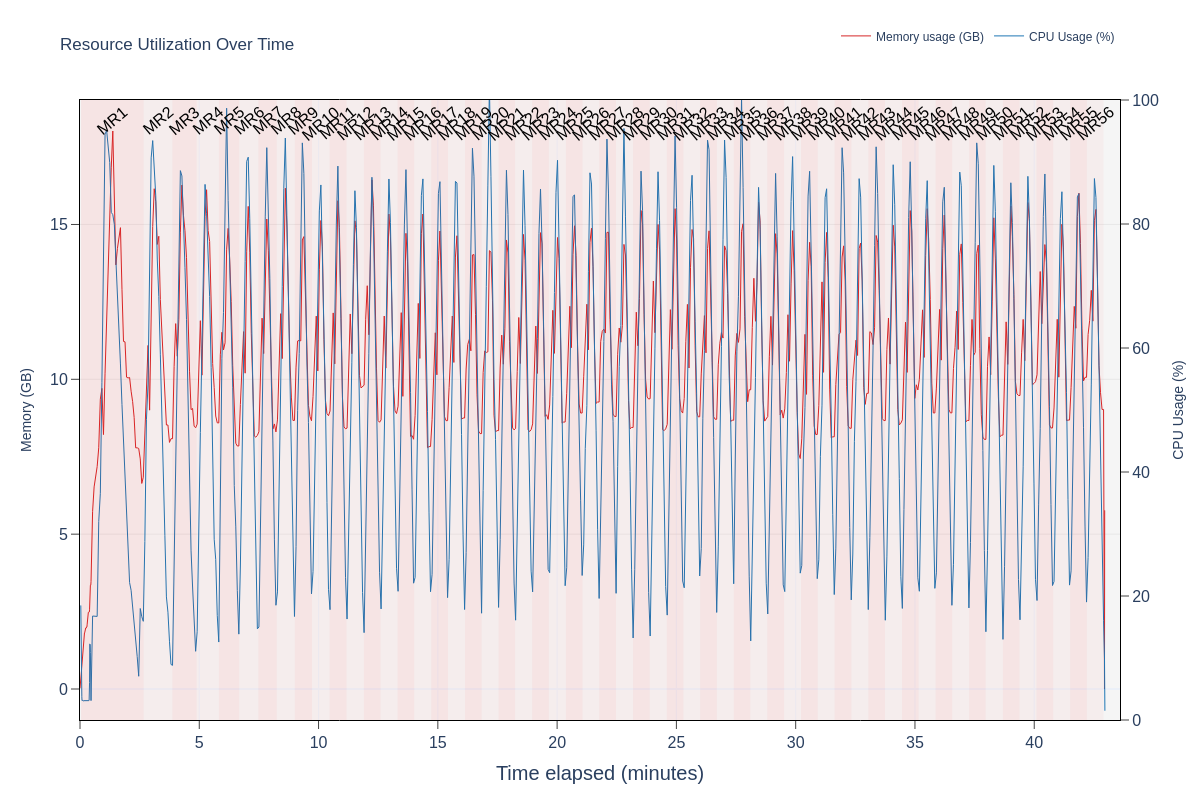 Resource Utilization Over Time
Memory usage (GB)
CPU Usage (%)
MR1
MR2
MR3
MR4
MR5
MR6
MR7
MR8
MR9
MR10
MR11
MR12
MR13
MR14
MR15
MR16
MR17
MR18
MR19
MR20
MR21
MR22
MR23
MR24
MR25
MR26
MR27
MR28
MR29
MR30
MR31
MR32
MR33
MR34
MR35
MR36
MR37
MR38
MR39
MR40
MR41
MR42
MR43
MR44
MR45
MR46
MR47
MR48
MR49
MR50
MR51
MR52
MR53
MR54
MR55
MR56
15
10
5
0
Memory (GB)
100
80
60
40
20
0
CPU Usage (%)
0 5 10 15 20 25 30 35 40
Time elapsed (minutes)